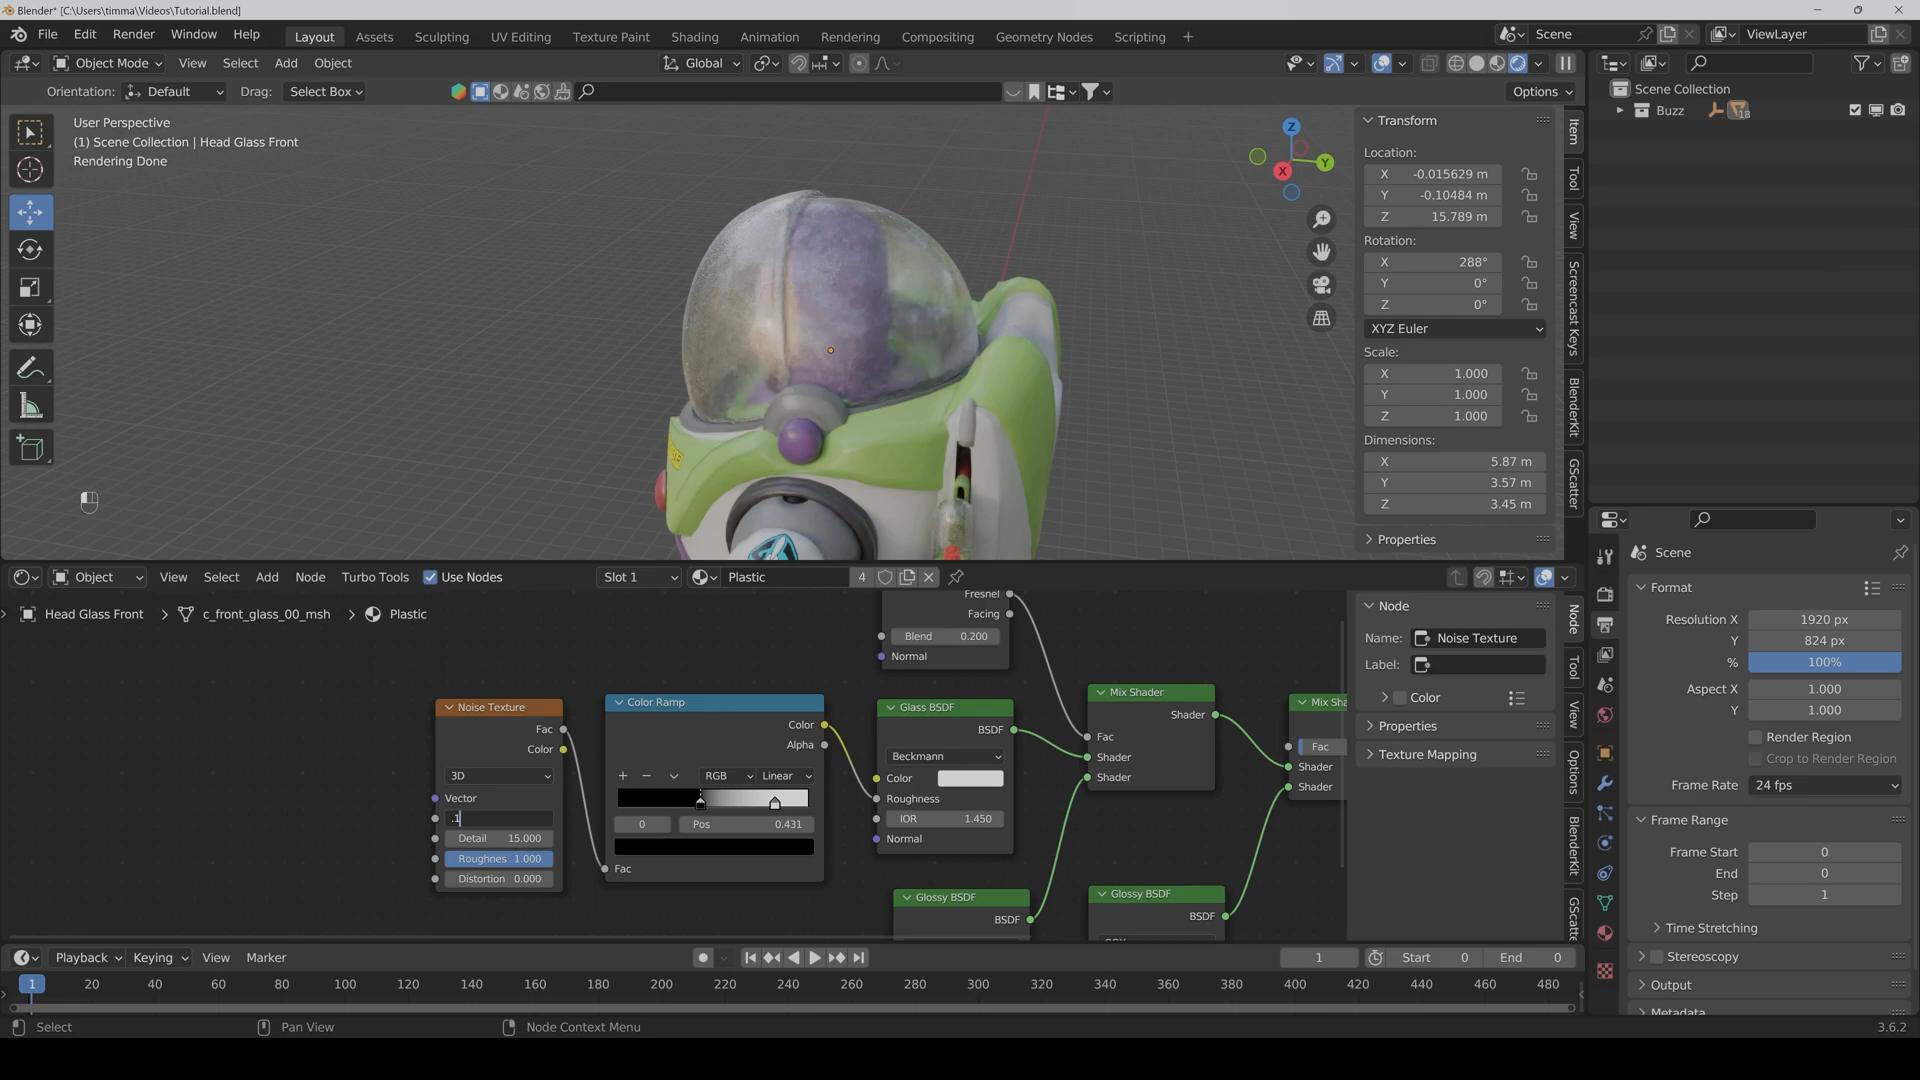 Blender* [C:\Users\timma\Videos\Tutorial.blend]
File Edit Render Window Help Layout Assets Sculpting UV Editing Texture Paint Shading Animation Rendering Compositing Geometry Nodes Scripting + Scene ViewLayer
Object Mode View Select Add Object Global
Orientation: Default Drag: Select Box Options
User Perspective
(1) Scene Collection | Head Glass Front
Rendering Done
Z
Y
X
Transform
Location:
X -0.015629 m
Y -0.10484 m
Z 15.789 m
Rotation:
X 288°
Y 0°
Z 0°
XYZ Euler
Scale:
X 1.000
Y 1.000
Z 1.000
Dimensions:
X 5.87 m
Y 3.57 m
Z 3.45 m
Properties
Item
Tool
View
Screencast Keys
BlenderKit
GScatter
Scene Collection
Buzz 18
Object View Select Add Node Turbo Tools Use Nodes Slot 1 Plastic 4
Head Glass Front > c_front_glass_00_msh > Plastic
Fresnel
Facing
Blend 0.200
Normal
Noise Texture
Fac
Color
3D
Vector
.1
Detail 15.000
Roughnes 1.000
Distortion 0.000
Color Ramp
Color
Alpha
RGB Linear
0 Pos 0.431
Fac
Glass BSDF
BSDF
Beckmann
Color
Roughness
IOR 1.450
Normal
Glossy BSDF
BSDF
Mix Shader
Shader
Fac
Shader
Shader
Glossy BSDF
BSDF
Mix Sha
Fac
Shader
Shader
Node
Name: Noise Texture
Label:
Color
Properties
Texture Mapping
Node
Tool
View
Options
BlenderKit
GScatte
Scene
Format
Resolution X 1920 px
Y 824 px
% 100%
Aspect X 1.000
Y 1.000
Render Region
Crop to Render Region
Frame Rate 24 fps
Frame Range
Frame Start 0
End 0
Step 1
Time Stretching
Stereoscopy
Output
Metadata
Playback Keying View Marker 1 Start 0 End 0
1 20 40 60 80 100 120 140 160 180 200 220 240 260 280 300 320 340 360 380 400 420 440 460 480
Select Pan View Node Context Menu 3.6.2